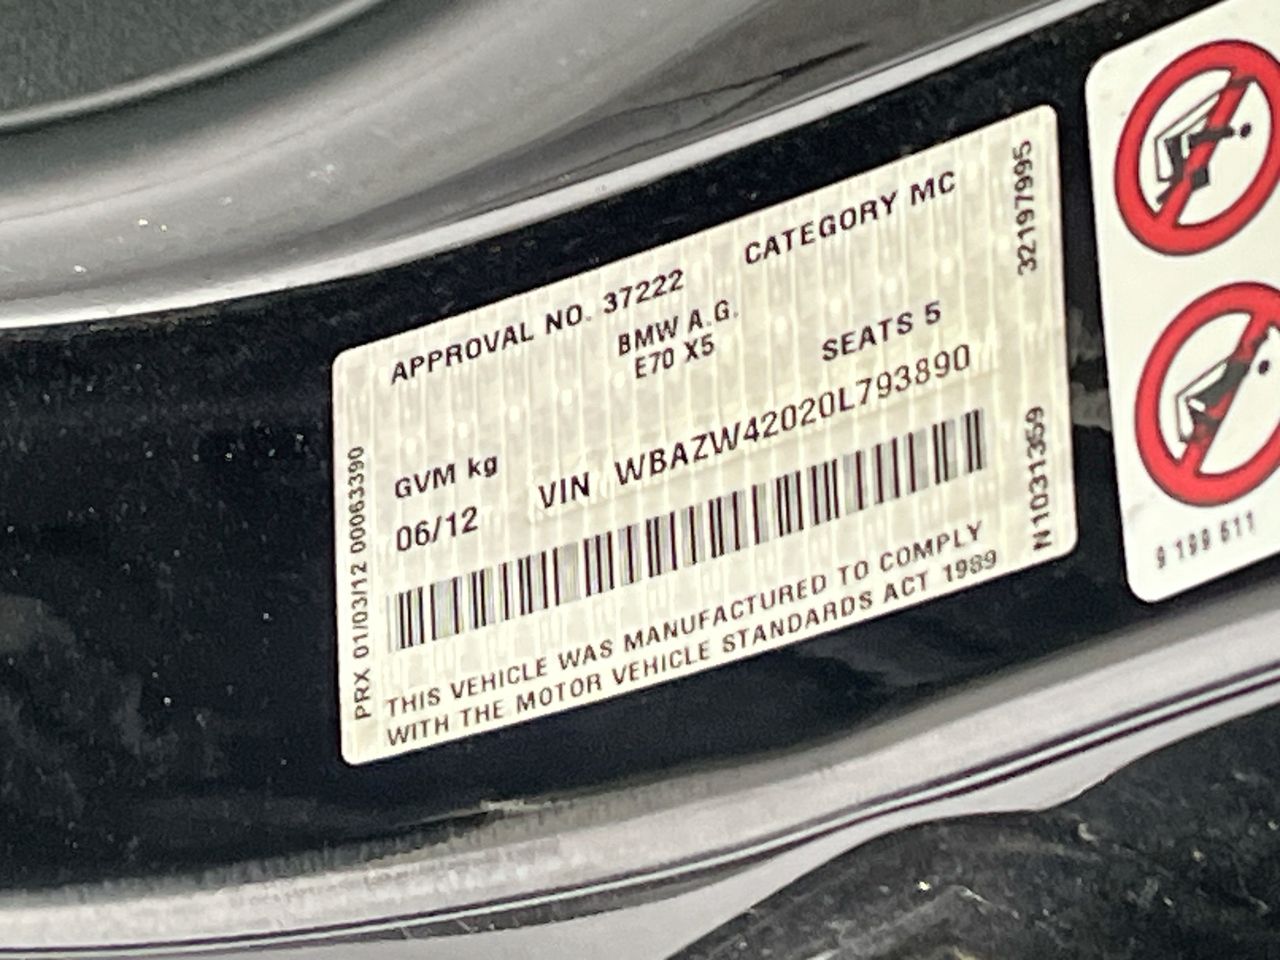 APPROVAL NO. 37222
CATEGORY MC
BMW A.G.
E70 X5
SEATS 5
GVM kg
06/12
VIN WBAZW42020L793890
THIS VEHICLE WAS MANUFACTURED TO COMPLY
WITH THE MOTOR VEHICLE STANDARDS ACT 1989
PRX 01/03/12 00063390
32197995
N1031359
9 199 611